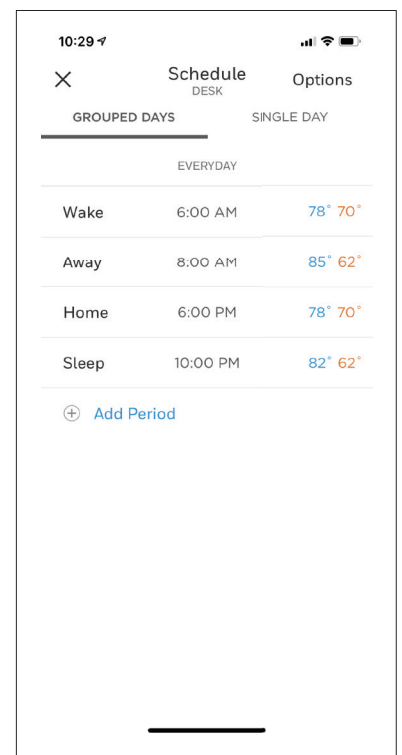 10:29
Schedule Options
DESK
GROUPED DAYS SINGLE DAY
EVERYDAY
Wake 6:00 AM 78° 70°
Away 8:00 AM 85° 62°
Home 6:00 PM 78° 70°
Sleep 10:00 PM 82° 62°
Add Period